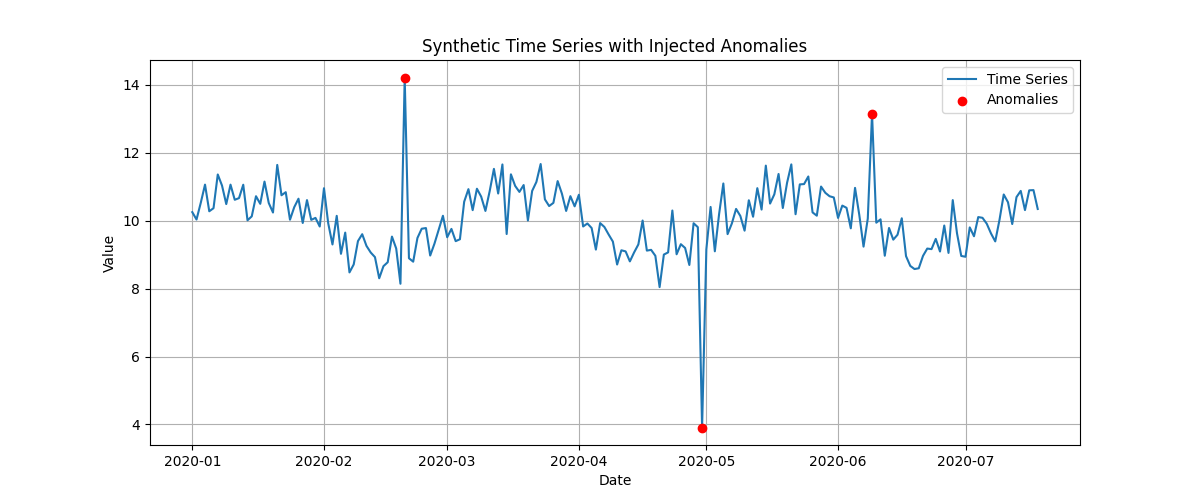 Synthetic Time Series with Injected Anomalies
Time Series
Anomalies
Value
14
12
10
8
6
4
2020-01
2020-02
2020-03
2020-04
2020-05
2020-06
2020-07
Date